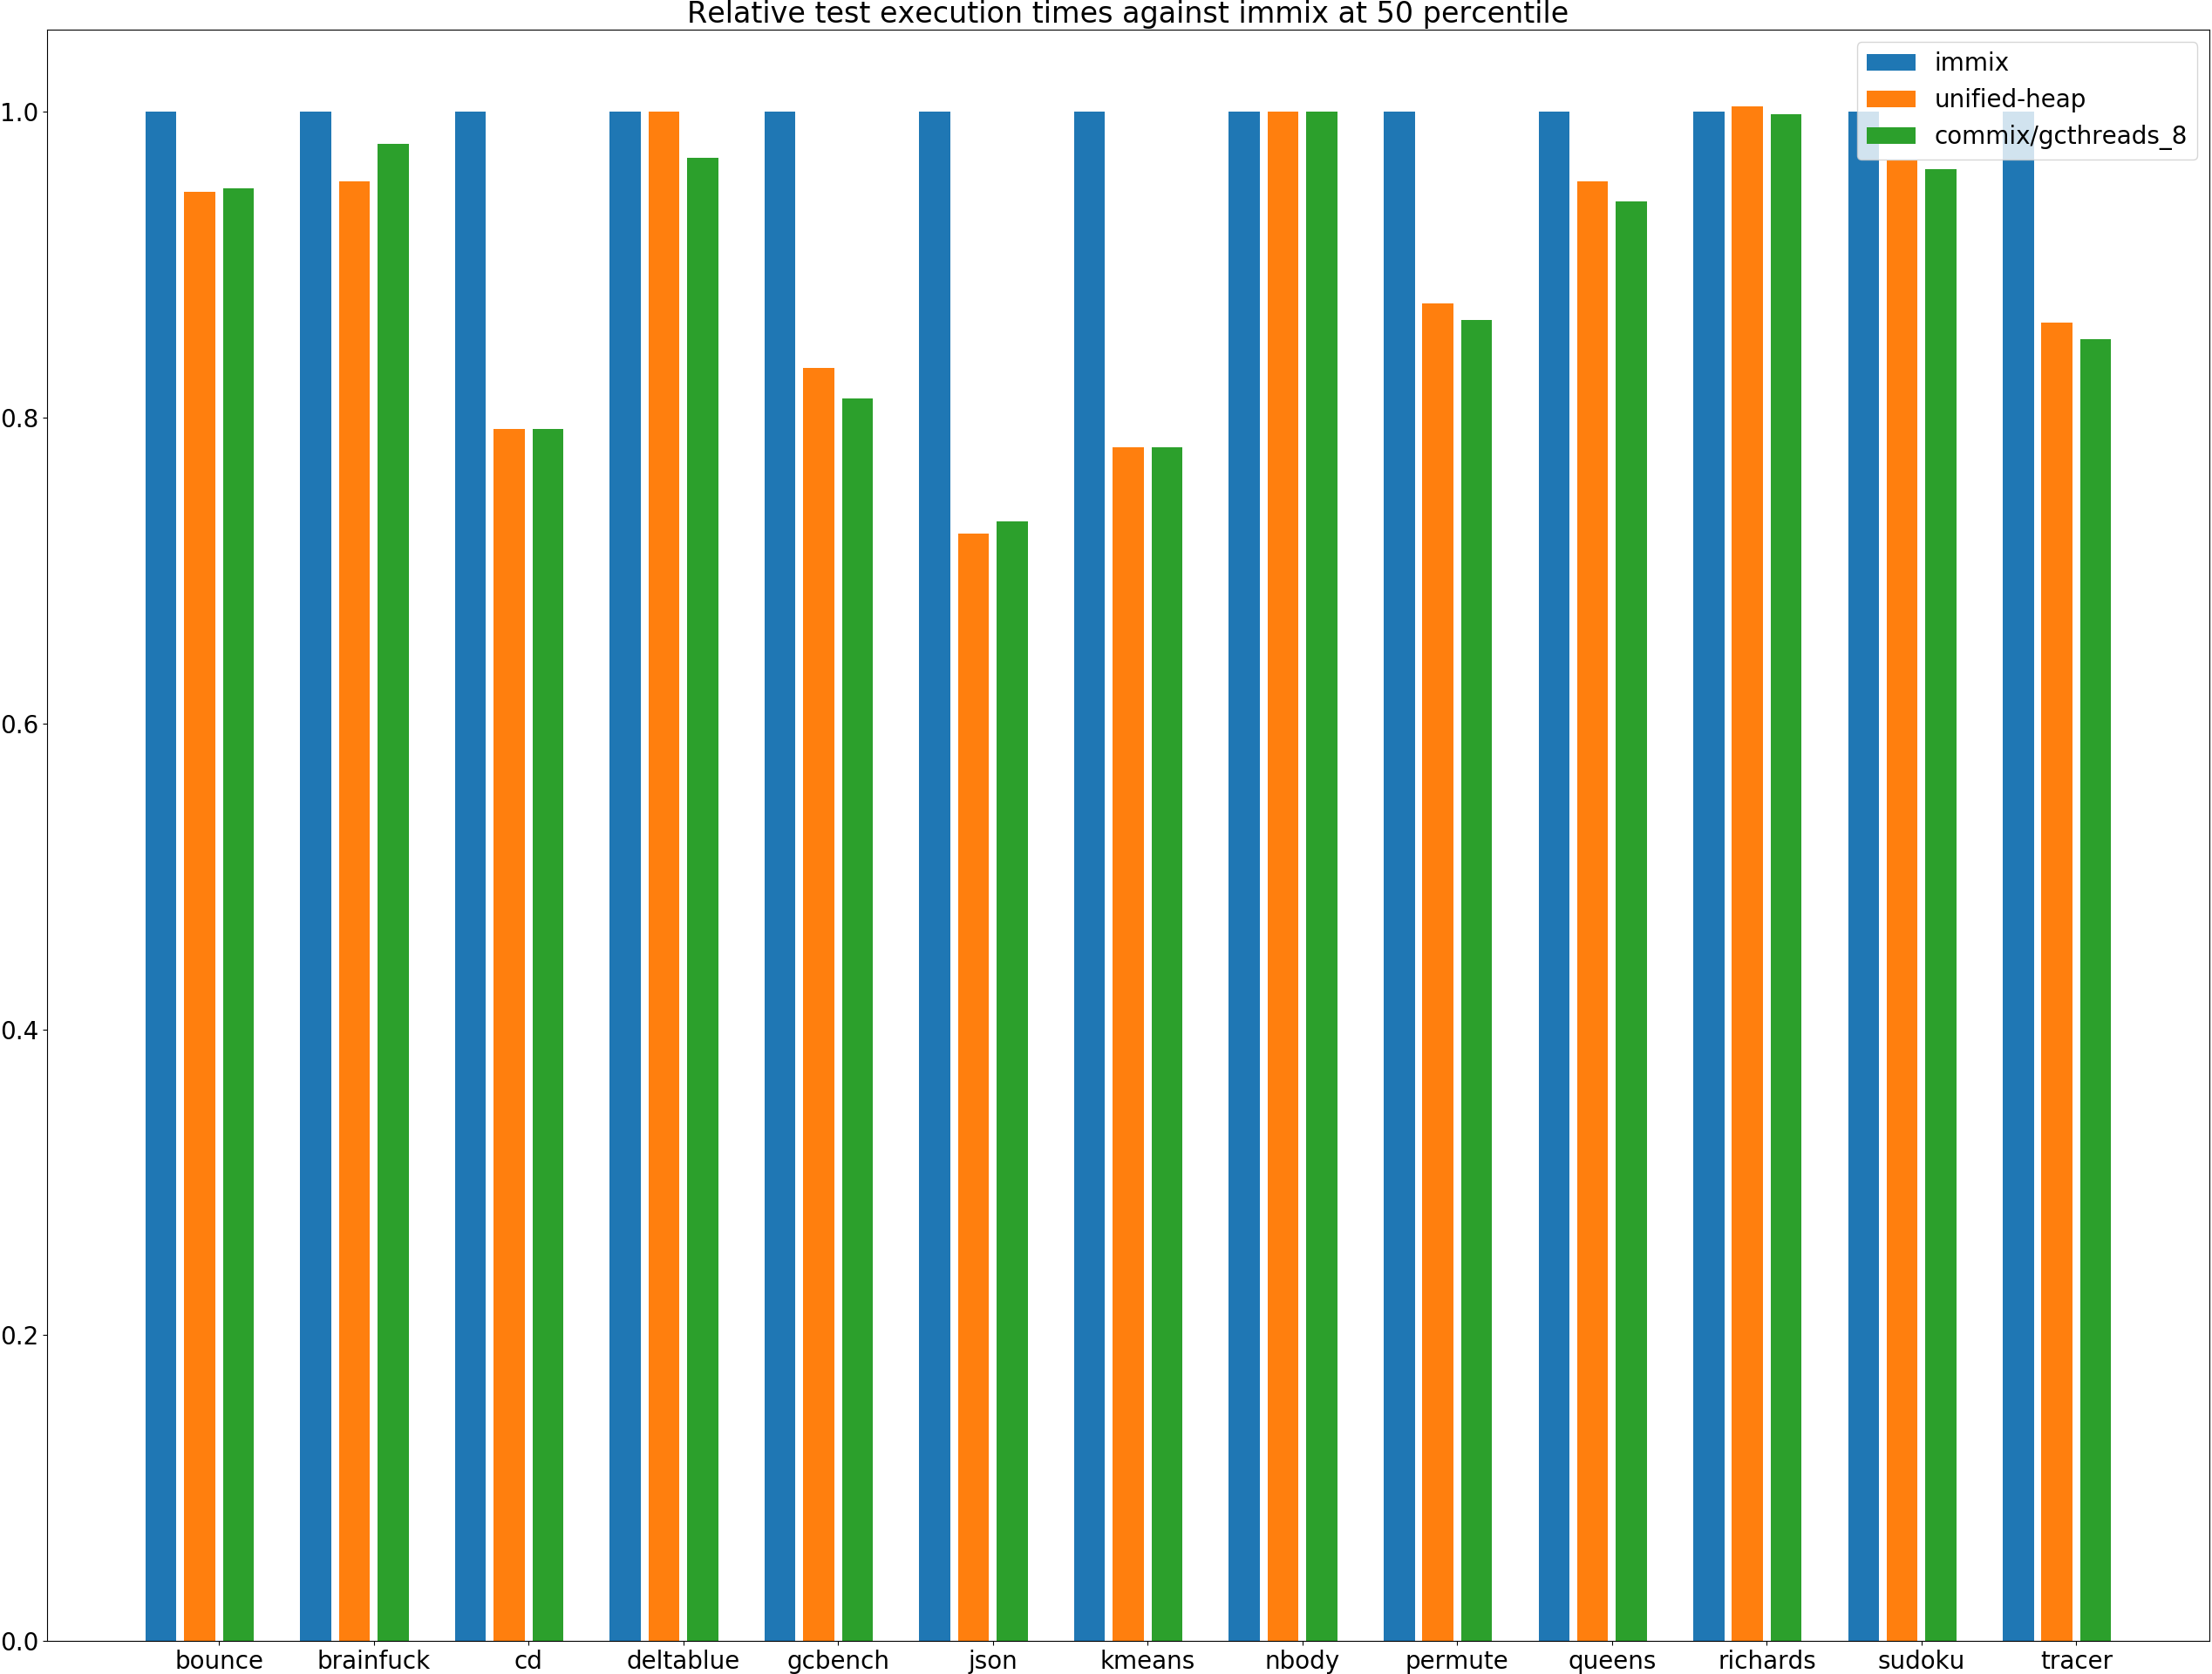 Relative test execution times against immix at 50 percentile
immix
unified-heap
commix/gcthreads_8
1.0
0.8
0.6
0.4
0.2
0.0
bounce brainfuck cd deltablue gcbench json kmeans nbody permute queens richards sudoku tracer